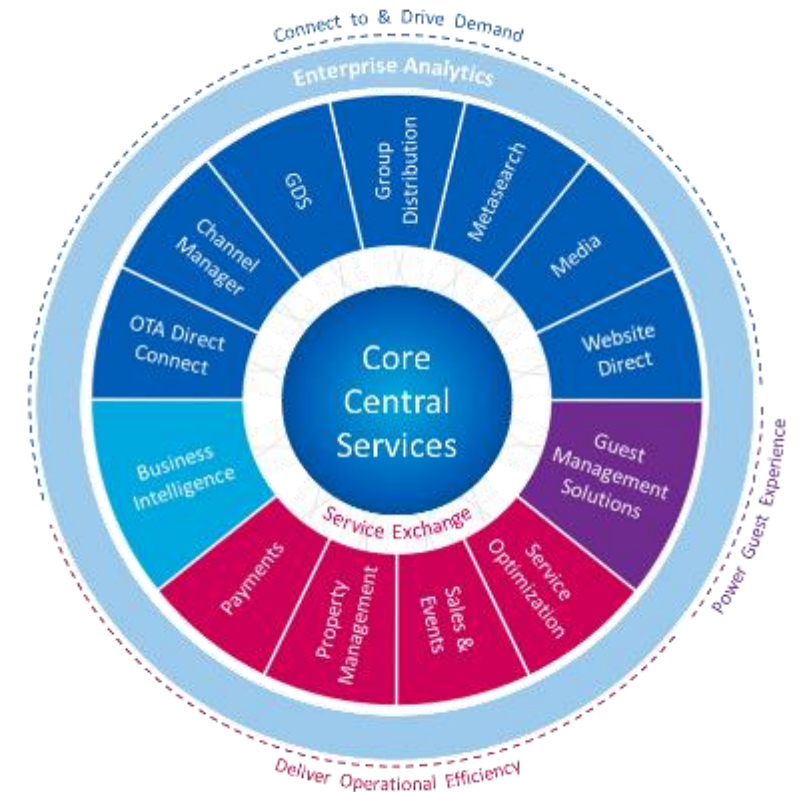 Connect to & Drive Demand
Enterprise Analytics
Group
Distribution
Metasearch
Media
Website
Direct
Guest
Management
Solutions
Service
Optimization
Sales &
Events
Property
Management
Payments
Business
Intelligence
OTA Direct
Connect
Channel
Manager
GDS
Core
Central
Services
Service Exchange
Power Guest Experience
Deliver Operational Efficiency